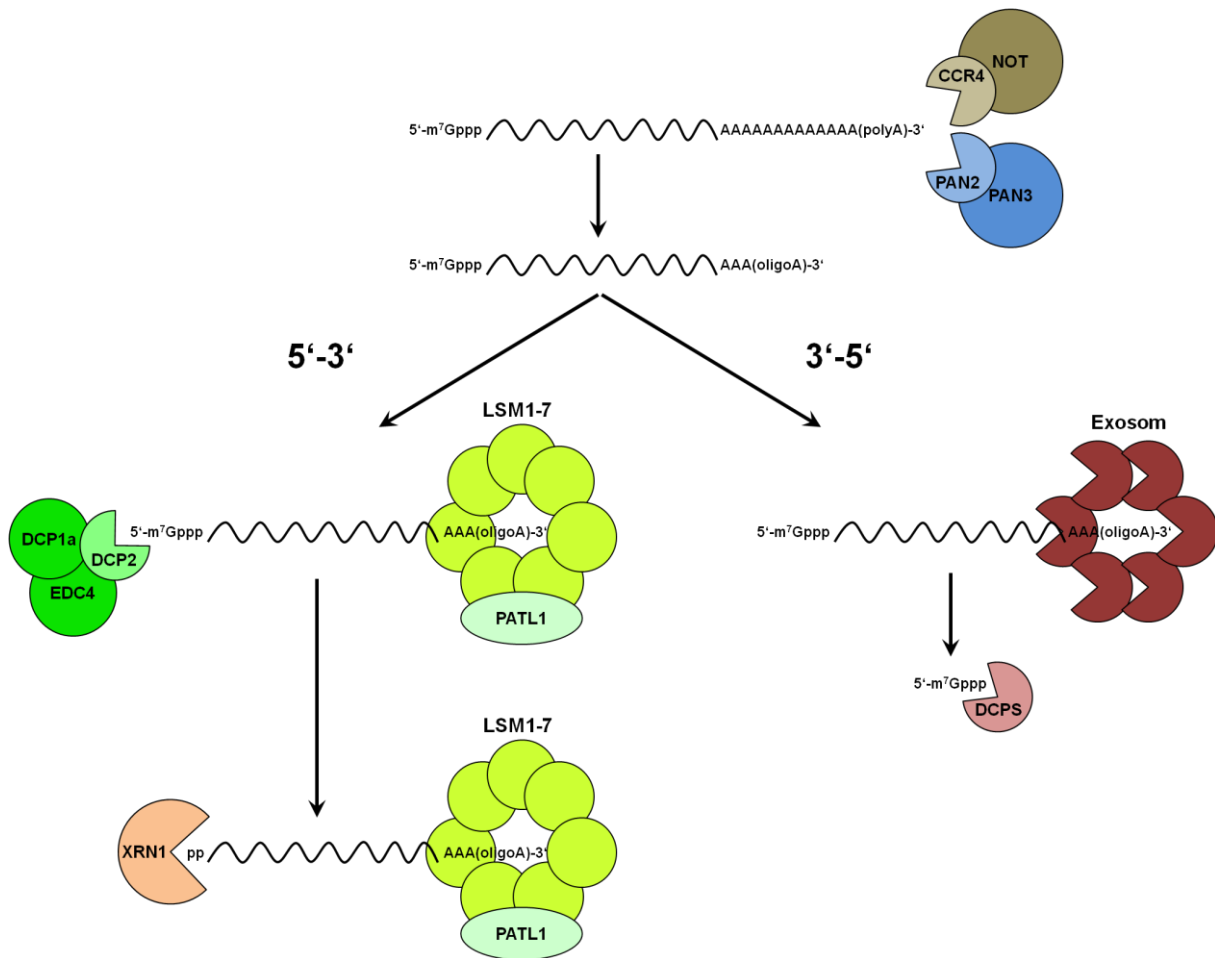 NOT
CCR4
5‘-m⁷Gppp AAAAAAAAAAAAA(polyA)-3‘
PAN2
PAN3
5‘-m⁷Gppp AAA(oligoA)-3‘
5‘-3‘ 3‘-5‘
LSM1-7
Exosom
DCP1a
DCP2
EDC4
5‘-m⁷Gppp AAA(oligoA)-3‘
PATL1
5‘-m⁷Gppp AAA(oligoA)-3‘
5‘-m⁷Gppp
DCPS
LSM1-7
XRN1
pp AAA(oligoA)-3‘
PATL1